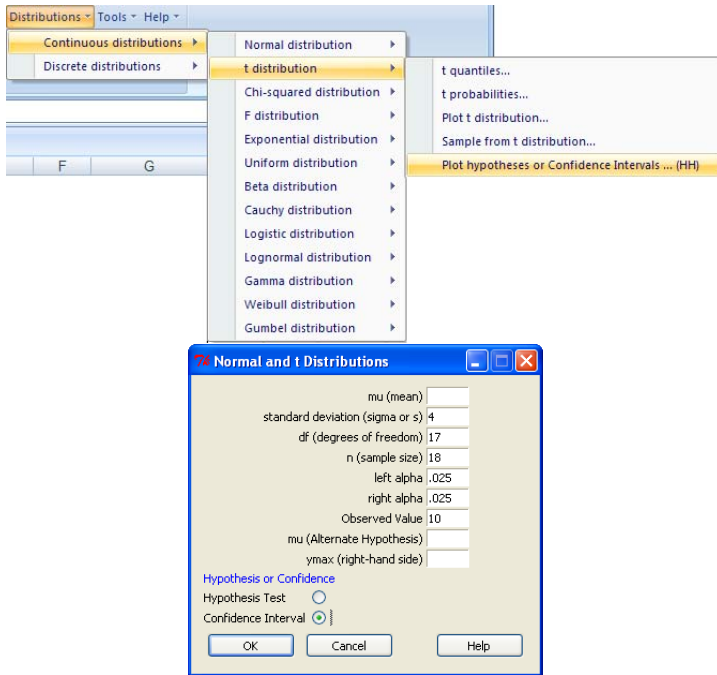 Distributions Tools Help
Continuous distributions
Discrete distributions
F G
Normal distribution
t distribution
Chi-squared distribution
F distribution
Exponential distribution
Uniform distribution
Beta distribution
Cauchy distribution
Logistic distribution
Lognormal distribution
Gamma distribution
Weibull distribution
Gumbel distribution
t quantiles...
t probabilities...
Plot t distribution...
Sample from t distribution...
Plot hypotheses or Confidence Intervals ... (HH)
Normal and t Distributions
mu (mean)
standard deviation (sigma or s) 4
df (degrees of freedom) 17
n (sample size) 18
left alpha .025
right alpha .025
Observed Value 10
mu (Alternate Hypothesis)
ymax (right-hand side)
Hypothesis or Confidence
Hypothesis Test
Confidence Interval
OK Cancel Help